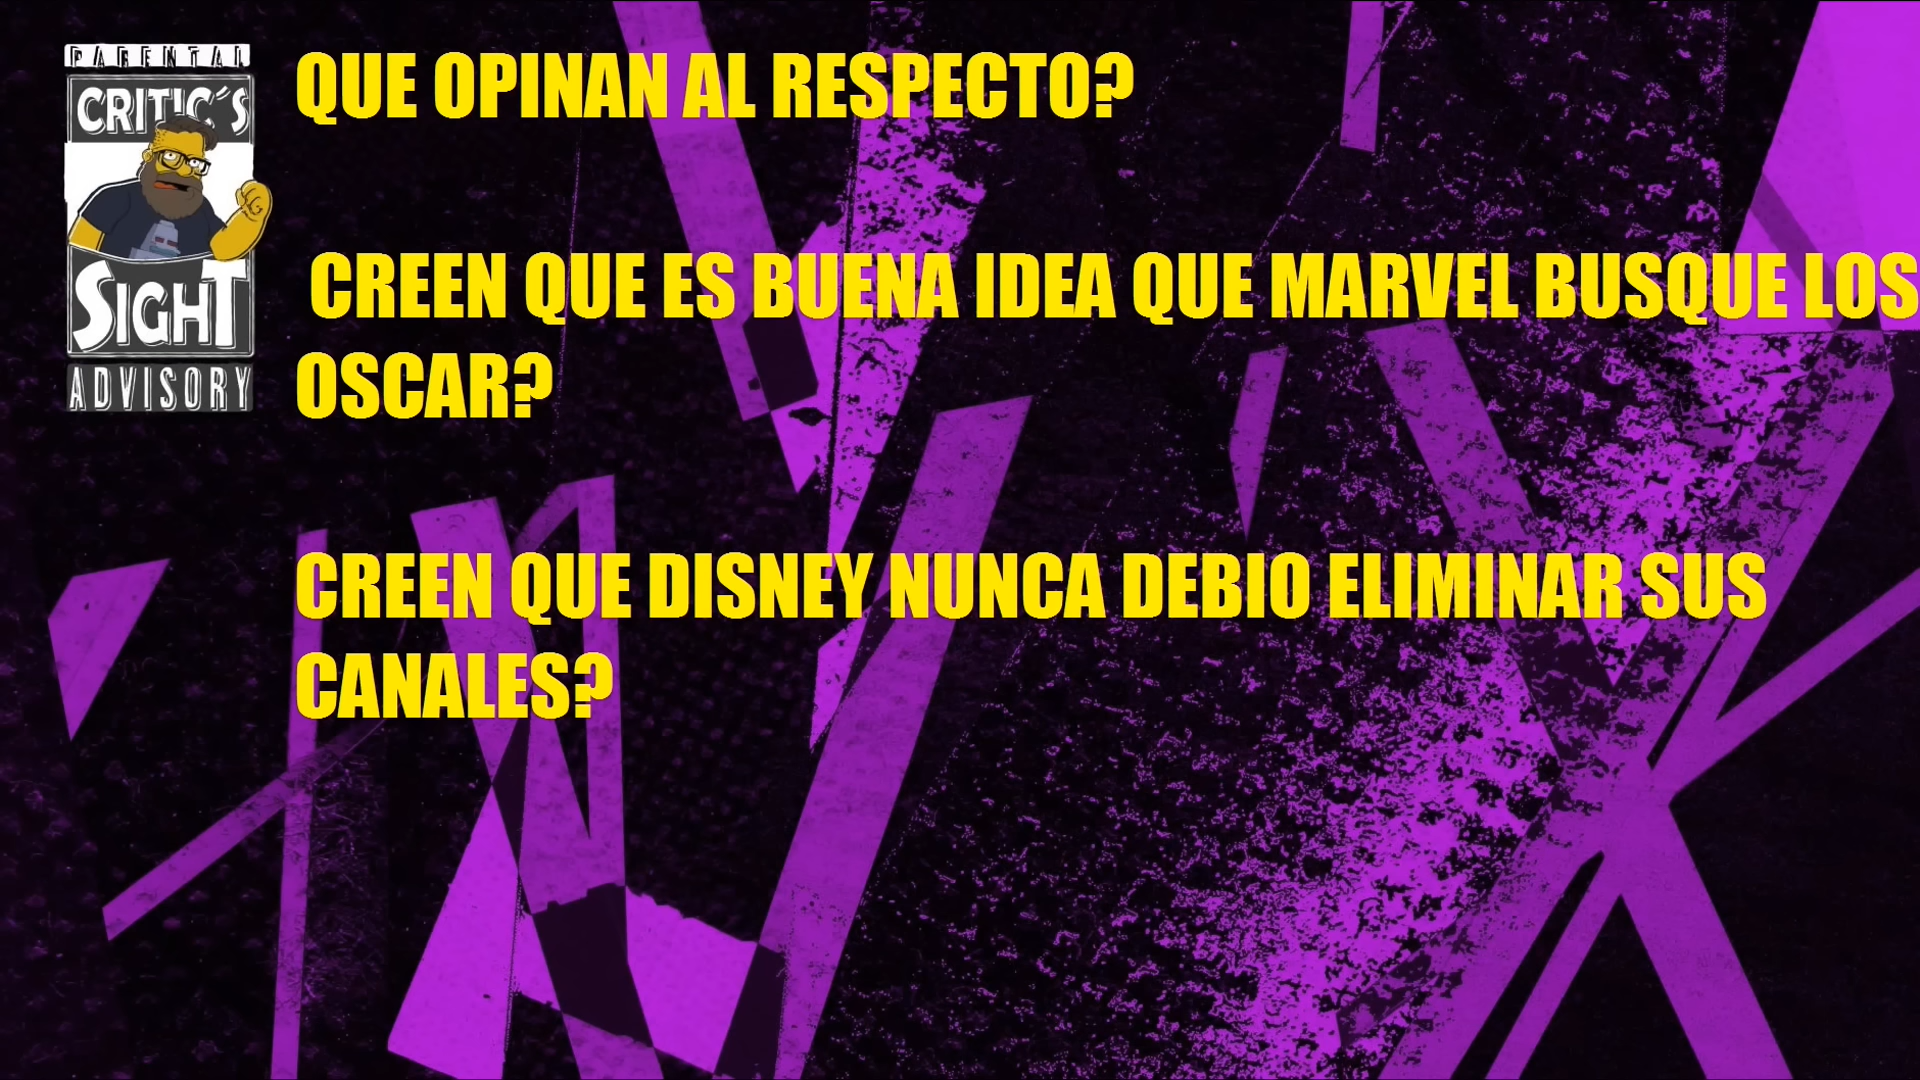 PARENTAL
CRITIC´S
SIGHT
ADVISORY
QUE OPINAN AL RESPECTO?
CREEN QUE ES BUENA IDEA QUE MARVEL BUSQUE LOS
OSCAR?
CREEN QUE DISNEY NUNCA DEBIO ELIMINAR SUS
CANALES?